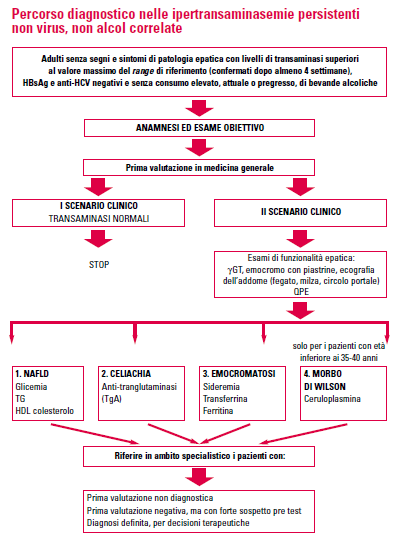 Percorso diagnostico nelle ipertransaminasemie persistenti
non virus, non alcol correlate
Adulti senza segni e sintomi di patologia epatica con livelli di transaminasi superiori
al valore massimo del range di riferimento (confermati dopo almeno 4 settimane),
HBsAg e anti-HCV negativi e senza consumo elevato, attuale o progresso, di bevande alcoliche
ANAMNESI ED ESAME OBIETTIVO
Prima valutazione in medicina generale
I SCENARIO CLINICO
TRANSAMINASI NORMALI
II SCENARIO CLINICO
STOP
Esami di funzionalità epatica:
γGT, emocromo con piastrine, ecografia
dell'addome (fegato, milza, circolo portale)
QPE
solo per i pazienti con età
inferiore ai 35-40 anni
1. NAFLD
Glicemia
TG
HDL colesterolo
2. CELIACHIA
Anti-tranglutaminasi
(TgA)
3. EMOCROMATOSI
Sideremia
Transferrina
Ferritina
4. MORBO
DI WILSON
Ceruloplasmina
Riferire in ambito specialistico i pazienti con:
Prima valutazione non diagnostica
Prima valutazione negativa, ma con forte sospetto pre test
Diagnosi definita, per decisioni terapeutiche